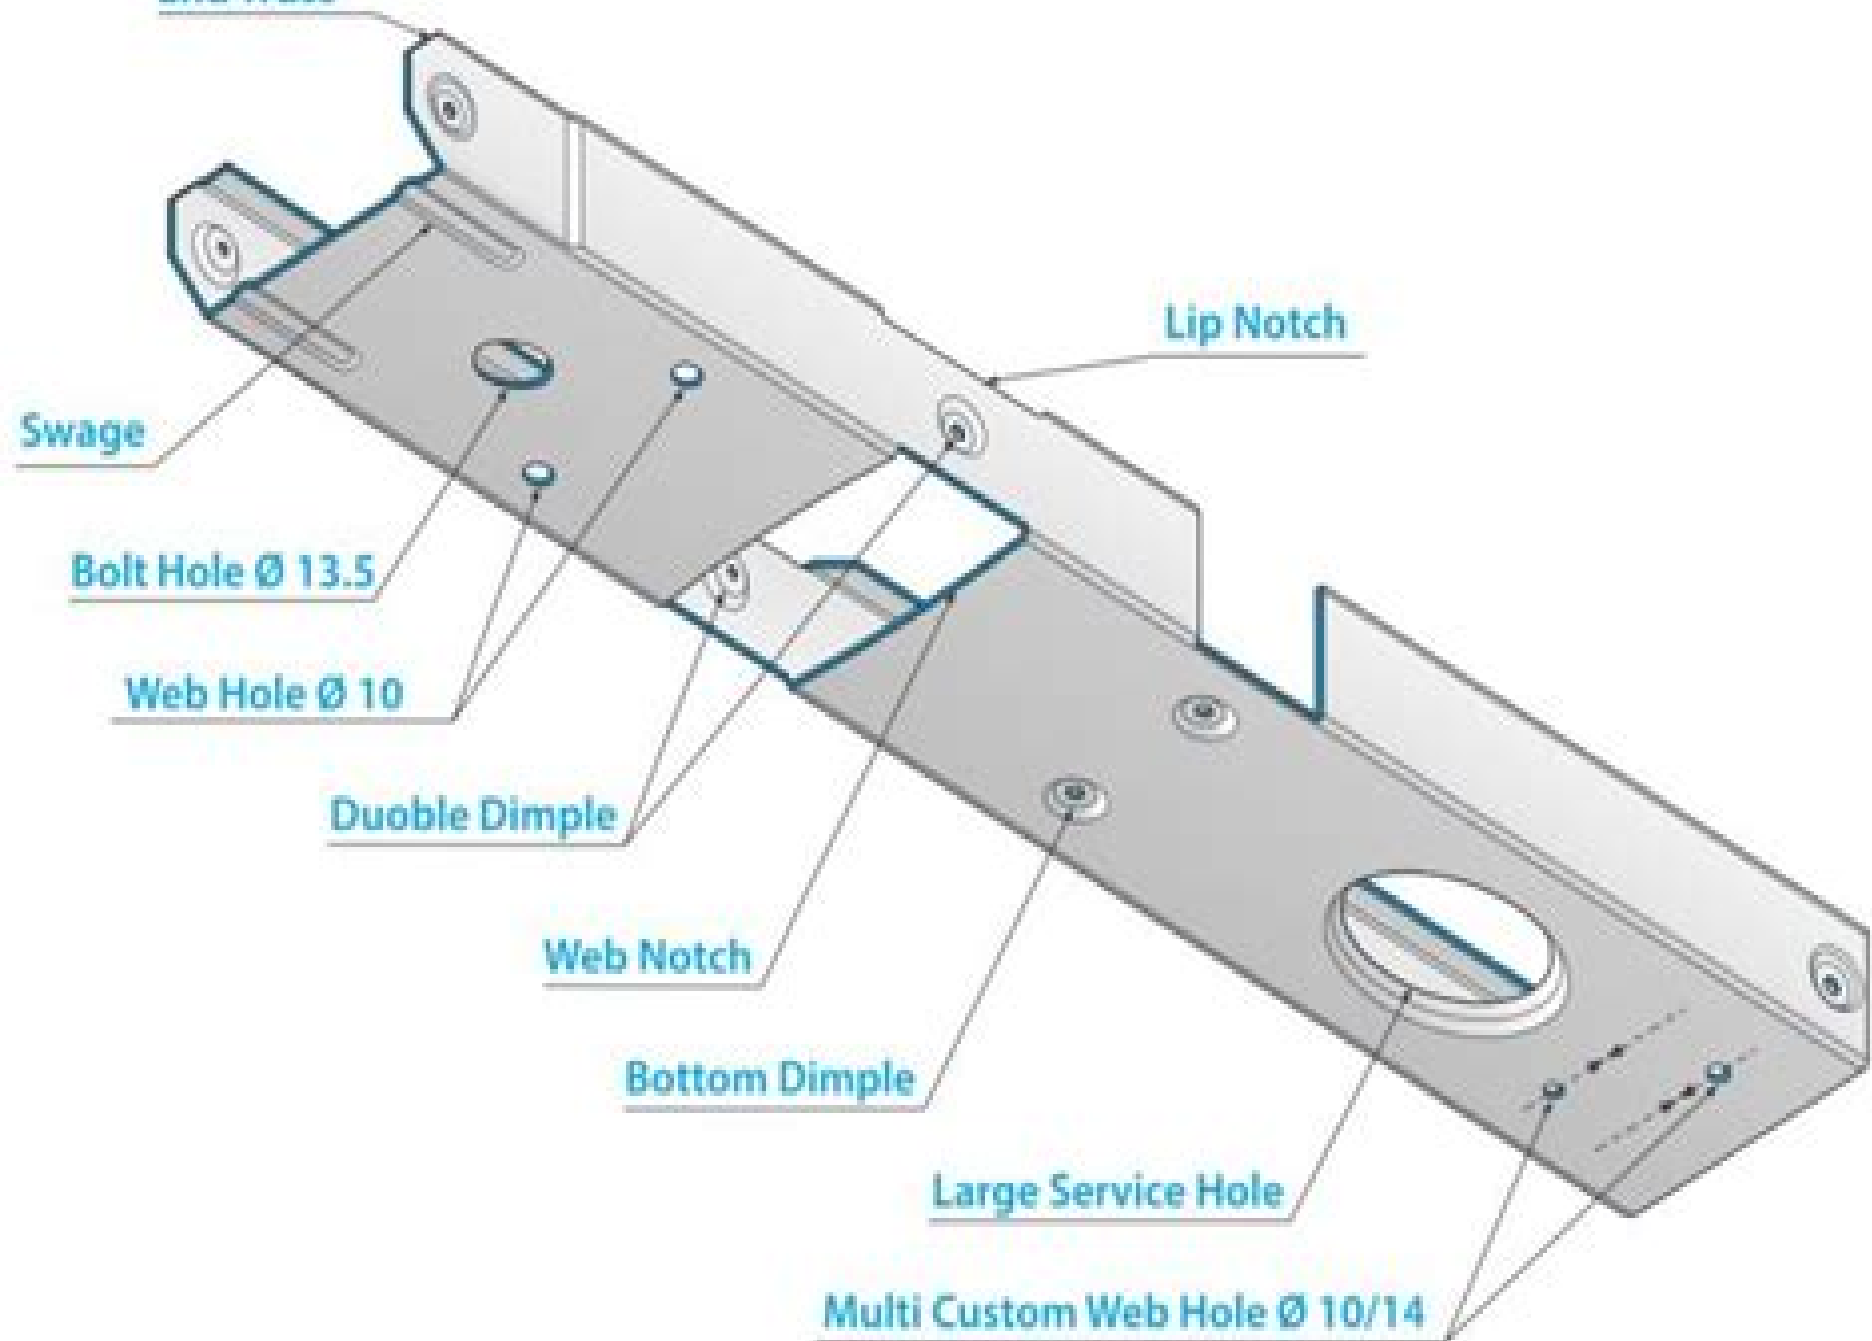 Lip Notch
Swage
Bolt Hole Ø 13.5
Web Hole Ø 10
Duoble Dimple
Web Notch
Bottom Dimple
Large Service Hole
Multi Custom Web Hole Ø 10/14